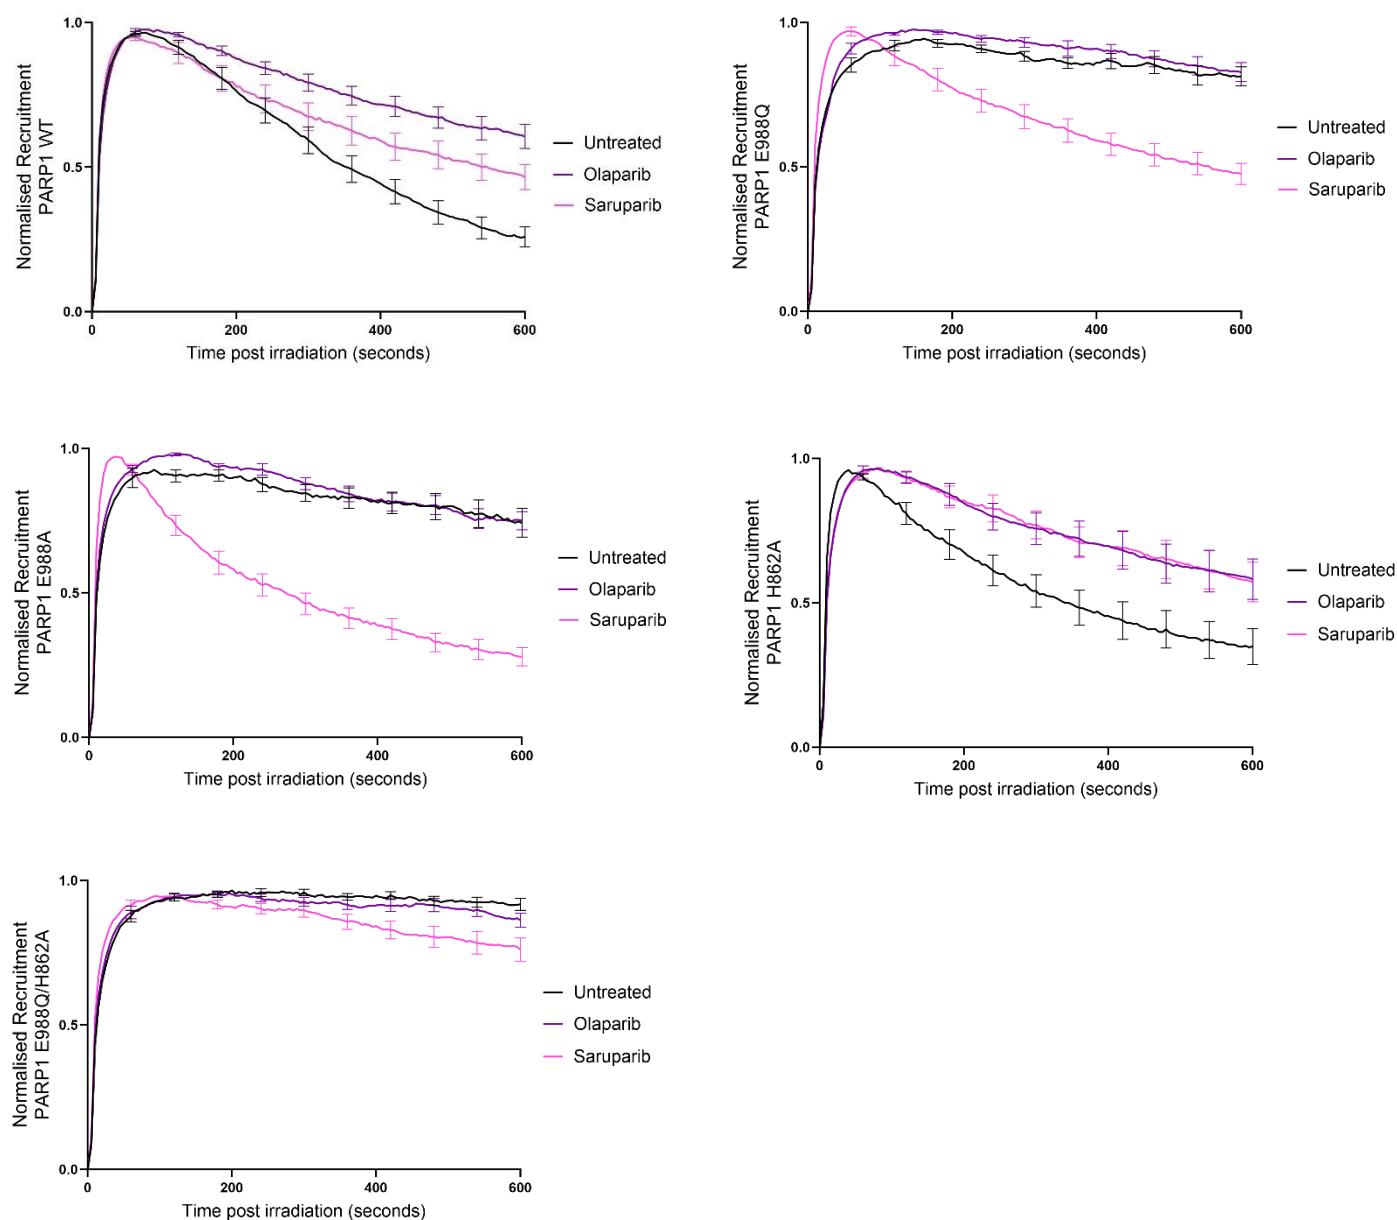 Normalised Recruitment
PARP1 WT
1.0
0.5
0.0
0
200
400
600
Time post irradiation (seconds)
Untreated
Olaparib
Saruparib
Normalised Recruitment
PARP1 E988Q
1.0
0.5
0.0
0
200
400
600
Time post irradiation (seconds)
Untreated
Olaparib
Saruparib
Normalised Recruitment
PARP1 E988A
1.0
0.5
0.0
0
200
400
600
Time post irradiation (seconds)
Untreated
Olaparib
Saruparib
Normalised Recruitment
PARP1 H862A
1.0
0.5
0.0
0
200
400
600
Time post irradiation (seconds)
Untreated
Olaparib
Saruparib
Normalised Recruitment
PARP1 E988Q/H862A
1.0
0.5
0.0
0
200
400
600
Time post irradiation (seconds)
Untreated
Olaparib
Saruparib